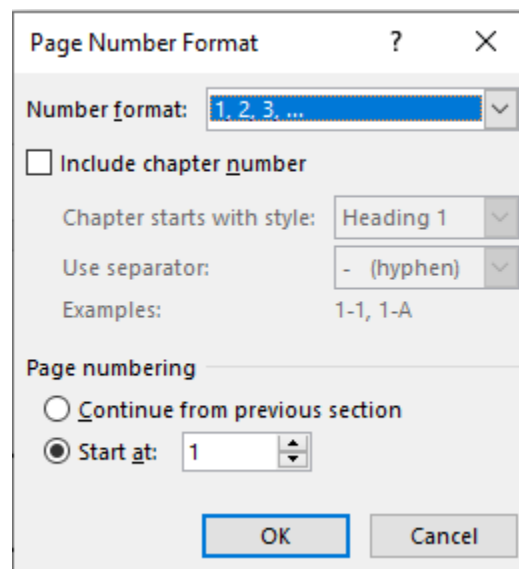 Page Number Format ? X
Number format: 1, 2, 3, ...
Include chapter number
Chapter starts with style: Heading 1
Use separator: - (hyphen)
Examples: 1-1, 1-A
Page numbering
Continue from previous section
Start at: 1
OK Cancel